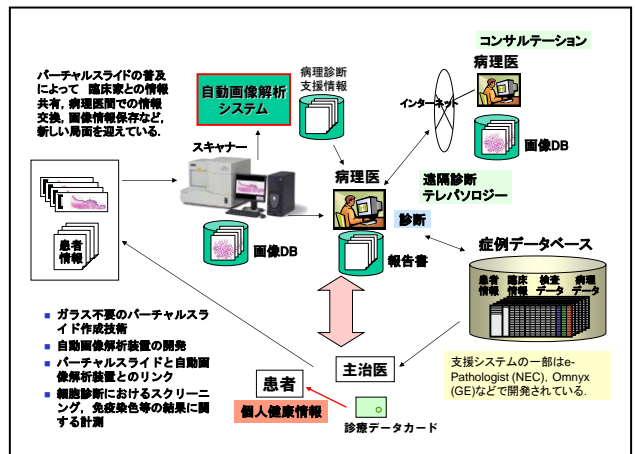 コンサルテーション
バーチャルスライドの普及
によって 臨床家との情報
共有, 病理医間での情報
交換, 画像情報保存など,
新しい局面を迎えている.
自動画像解析
システム
病理診断
支援情報
病理医
インターネット
画像DB
スキャナー
病理医
遠隔診断
テレパソロジー
診断
患者
情報
画像DB
報告書
症例データベース
患者 臨床 検査 病理
情報 情報 データ データ
■ ガラス不要のバーチャルスラ
イド作成技術
■ 自動画像解析装置の開発
■ バーチャルスライドと自動画
像解析装置とのリンク
■ 細胞診断におけるスクリーニ
ング, 免疫染色等の結果に関
する計測
主治医
患者
個人健康情報
診療データカード
支援システムの一部はe-
Pathologist (NEC), Omnyx
(GE)などで開発されている.